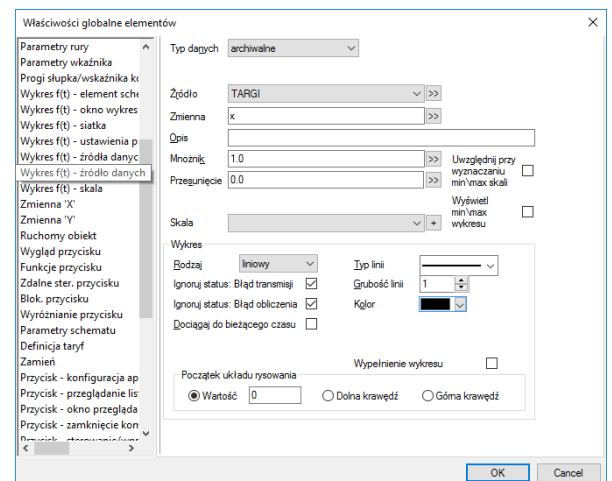 Właściwości globalne elementów
Parametry rury
Parametry wkaźnika
Progi słupka/wskaźnika
Wykres f(t) - element
Wykres f(t) - okno wykres
Wykres f(t) - siatka
Wykres f(t) - ustawienia p
Wykres f(t) - źródła danyc
Wykres f(t) - źródło danych
Wykres f(t) - skala
Zmienna 'X'
Zmienna 'Y'
Ruchomy obiekt
Wygląd przycisku
Funkcje przycisku
Zdalne ster. przycisku
Blok. przycisku
Wyróżnianie przycisku
Parametry schematu
Definicja taryf
Zamień
Przycisk - konfiguracja ap
Przycisk - przeglądanie lis
Przycisk - okno przegląda
Przycisk - zamknięcie
Typ danych archiwalne
Źródło TARGI >>
Zmienna x >>
Opis
Mnożnik 1.0 >>
Przesunięcie 0.0 >>
Uwzględnij przy
wyznaczaniu
min\max skali
Wyświetl
min\max
wykresu
Skala +
Wykres
Rodzaj liniowy Typ linii
Ignoruj status: Błąd transmisji Grubość linii 1
Ignoruj status: Błąd obliczenia Kolor
Dociągaj do bieżącego czasu
Wypełnienie wykresu
Początek układu rysowania
Wartość 0 Dolna krawędź Górna krawędź
OK Cancel